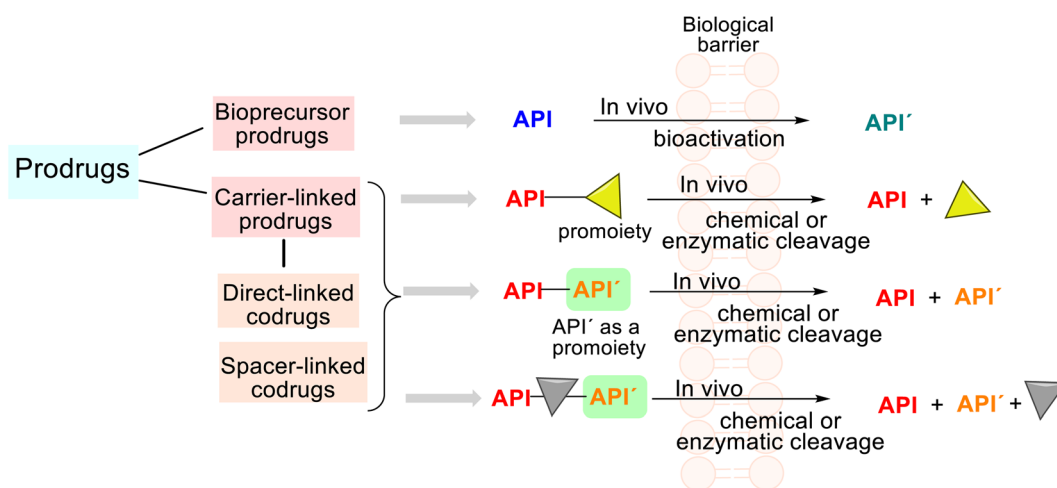 Biological
barrier
Prodrugs
Bioprecursor
prodrugs
API
In vivo
bioactivation
API´
Carrier-linked
prodrugs
API
promoiety
In vivo
chemical or
enzymatic cleavage
API +
Direct-linked
codrugs
API API´
API´ as a
promoiety
In vivo
chemical or
enzymatic cleavage
API + API´
Spacer-linked
codrugs
API API´
In vivo
chemical or
enzymatic cleavage
API + API´ +